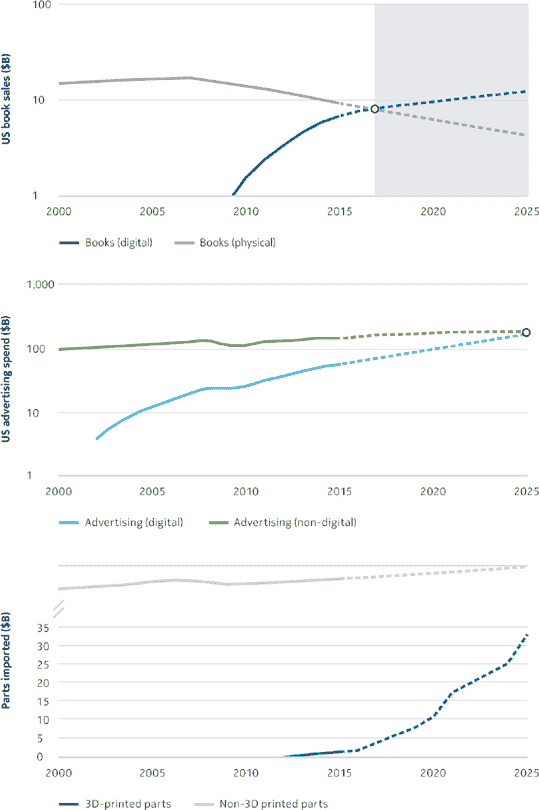 US book sales ($B)
100
10
1
2000 2005 2010 2015 2020 2025
Books (digital) Books (physical)
US advertising spend ($B)
1,000
100
10
1
2000 2005 2010 2015 2020 2025
Advertising (digital) Advertising (non-digital)
Parts imported ($B)
35
30
25
20
15
10
5
0
2000 2005 2010 2015 2020 2025
3D-printed parts Non-3D printed parts